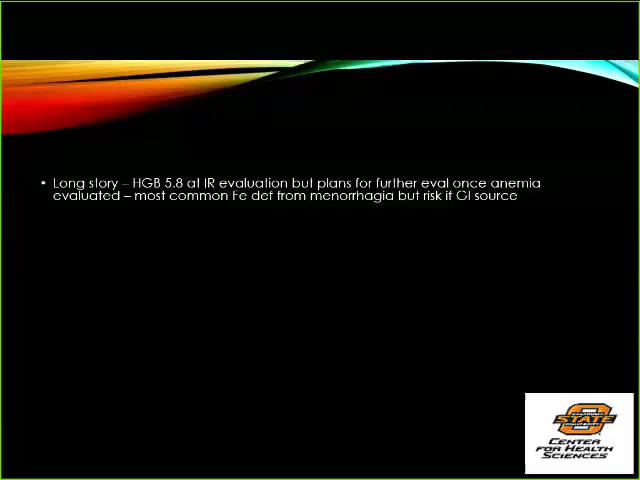 • Long story – HGB 5.8 at IR evaluation but plans for further eval once anemia
evaluated – most common Fe def from menorrhagia but risk if GI source
STATE
CENTER
FOR HEALTH
SCIENCES